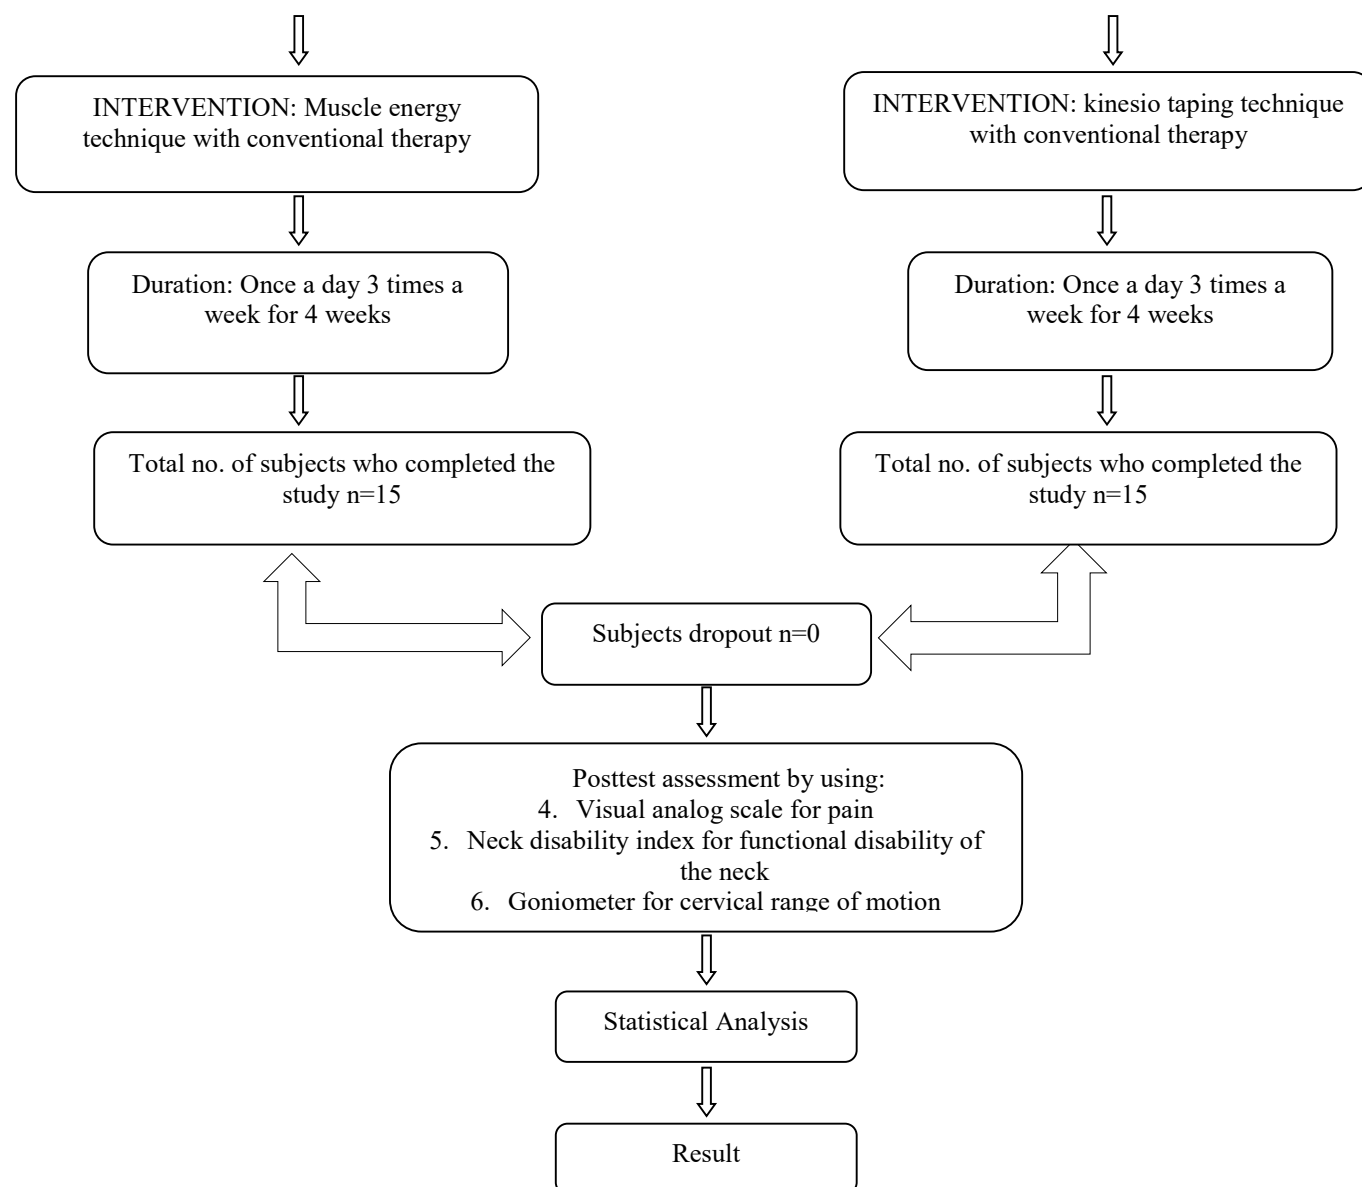 INTERVENTION: Muscle energy
technique with conventional therapy
INTERVENTION: kinesio taping technique
with conventional therapy
Duration: Once a day 3 times a
week for 4 weeks
Duration: Once a day 3 times a
week for 4 weeks
Total no. of subjects who completed the
study n=15
Total no. of subjects who completed the
study n=15
Subjects dropout n=0
Posttest assessment by using:
4. Visual analog scale for pain
5. Neck disability index for functional disability of
the neck
6. Goniometer for cervical range of motion
Statistical Analysis
Result